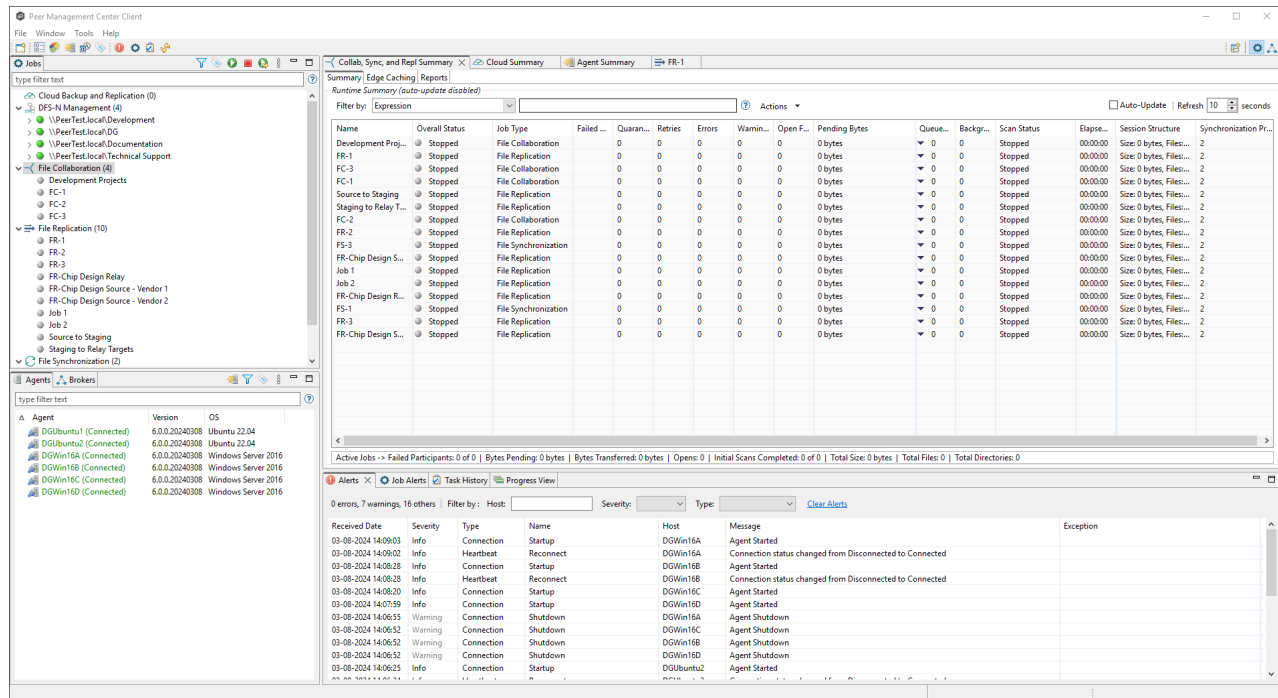 Peer Management Center Client
File Window Tools Help
Jobs
type filter text
Cloud Backup and Replication (0)
DFS-N Management (4)
\\PeerTest.local\Development
\\PeerTest.local\DG
\\PeerTest.local\Documentation
\\PeerTest.local\Technical Support
File Collaboration (4)
Development Projects
FC-1
FC-2
FC-3
File Replication (10)
FR-1
FR-2
FR-3
FR-Chip Design Relay
FR-Chip Design Source - Vendor 1
FR-Chip Design Source - Vendor 2
Job 1
Job 2
Source to Staging
Staging to Relay Targets
File Synchronization (2)
Agents Brokers
type filter text
Agent Version OS
DGUbuntu1 (Connected) 6.0.0.20240308 Ubuntu 22.04
DGUbuntu2 (Connected) 6.0.0.20240308 Ubuntu 22.04
DGWin16A (Connected) 6.0.0.20240308 Windows Server 2016
DGWin16B (Connected) 6.0.0.20240308 Windows Server 2016
DGWin16C (Connected) 6.0.0.20240308 Windows Server 2016
DGWin16D (Connected) 6.0.0.20240308 Windows Server 2016
Collab, Sync, and Repl Summary Cloud Summary Agent Summary FR-1
Summary Edge Caching Reports
Runtime Summary (auto-update disabled)
Filter by: Expression Actions Auto-Update Refresh 10 seconds
Name Overall Status Job Type Failed ... Quaran... Retries Errors Warnin... Open F... Pending Bytes Queue... Backgr... Scan Status Elapse... Session Structure Synchronization Pr...
Development Proj... Stopped File Collaboration 0 0 0 0 0 0 bytes 0 0 Stopped 00:00:00 Size: 0 bytes, Files:... 2
FR-1 Stopped File Replication 0 0 0 0 0 0 bytes 0 0 Stopped 00:00:00 Size: 0 bytes, Files:... 2
FC-3 Stopped File Collaboration 0 0 0 0 0 0 bytes 0 0 Stopped 00:00:00 Size: 0 bytes, Files:... 2
FC-1 Stopped File Collaboration 0 0 0 0 0 0 bytes 0 0 Stopped 00:00:00 Size: 0 bytes, Files:... 2
Source to Staging Stopped File Replication 0 0 0 0 0 0 bytes 0 0 Stopped 00:00:00 Size: 0 bytes, Files:... 2
Staging to Relay T... Stopped File Replication 0 0 0 0 0 0 bytes 0 0 Stopped 00:00:00 Size: 0 bytes, Files:... 2
FC-2 Stopped File Collaboration 0 0 0 0 0 0 bytes 0 0 Stopped 00:00:00 Size: 0 bytes, Files:... 2
FR-2 Stopped File Replication 0 0 0 0 0 0 bytes 0 0 Stopped 00:00:00 Size: 0 bytes, Files:... 2
FS-3 Stopped File Synchronization 0 0 0 0 0 0 bytes 0 0 Stopped 00:00:00 Size: 0 bytes, Files:... 2
FR-Chip Design S... Stopped File Replication 0 0 0 0 0 0 bytes 0 0 Stopped 00:00:00 Size: 0 bytes, Files:... 2
Job 1 Stopped File Replication 0 0 0 0 0 0 bytes 0 0 Stopped 00:00:00 Size: 0 bytes, Files:... 2
Job 2 Stopped File Replication 0 0 0 0 0 0 bytes 0 0 Stopped 00:00:00 Size: 0 bytes, Files:... 2
FR-Chip Design R... Stopped File Replication 0 0 0 0 0 0 bytes 0 0 Stopped 00:00:00 Size: 0 bytes, Files:... 2
FS-1 Stopped File Synchronization 0 0 0 0 0 0 bytes 0 0 Stopped 00:00:00 Size: 0 bytes, Files:... 2
FR-3 Stopped File Replication 0 0 0 0 0 0 bytes 0 0 Stopped 00:00:00 Size: 0 bytes, Files:... 2
FR-Chip Design S... Stopped File Replication 0 0 0 0 0 0 bytes 0 0 Stopped 00:00:00 Size: 0 bytes, Files:... 2
Active Jobs -> Failed Participants: 0 of 0 | Bytes Pending: 0 bytes | Bytes Transferred: 0 bytes | Opens: 0 | Initial Scans Completed: 0 of 0 | Total Size: 0 bytes | Total Files: 0 | Total Directories: 0
Alerts Job Alerts Task History Progress View
0 errors, 7 warnings, 16 others Filter by : Host: Severity: Type: Clear Alerts
Received Date Severity Type Name Host Message Exception
03-08-2024 14:09:03 Info Connection Startup DGWin16A Agent Started
03-08-2024 14:09:02 Info Heartbeat Reconnect DGWin16A Connection status changed from Disconnected to Connected
03-08-2024 14:08:28 Info Connection Startup DGWin16B Agent Started
03-08-2024 14:08:28 Info Heartbeat Reconnect DGWin16B Connection status changed from Disconnected to Connected
03-08-2024 14:08:20 Info Connection Startup DGWin16C Agent Started
03-08-2024 14:07:59 Info Connection Startup DGWin16D Agent Started
03-08-2024 14:06:55 Warning Connection Shutdown DGWin16A Agent Shutdown
03-08-2024 14:06:52 Warning Connection Shutdown DGWin16C Agent Shutdown
03-08-2024 14:06:52 Warning Connection Shutdown DGWin16B Agent Shutdown
03-08-2024 14:06:52 Warning Connection Shutdown DGWin16D Agent Shutdown
03-08-2024 14:06:25 Info Connection Startup DGUbuntu2 Agent Started